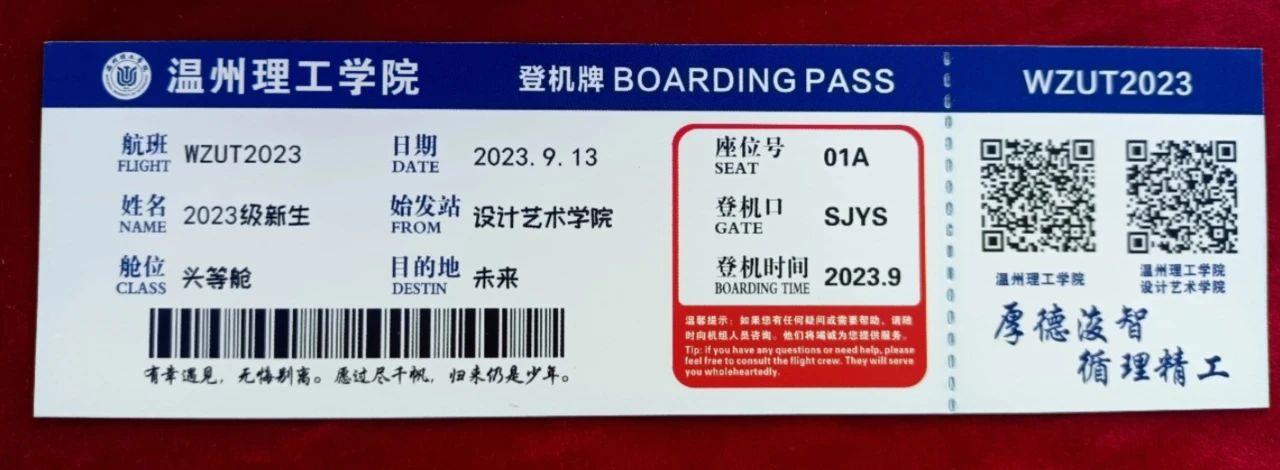 温州理工学院
登机牌 BOARDING PASS
WZUT2023
航班 WZUT2023
FLIGHT
日期 2023.9.13
DATE
座位号 01A
SEAT
姓名 2023级新生
NAME
始发站 设计艺术学院
FROM
登机口 SJYS
GATE
舱位 头等舱
CLASS
目的地 未来
DESTIN
登机时间 2023.9
BOARDING TIME
有幸遇见，无悔别离。愿过尽千帆，归来仍是少年。
温馨提示：如果您有任何疑问或需要帮助，请随
时向机组人员咨询。他们将竭诚为您提供服务。
Tip: if you have any questions or need help, please
feel free to consult the flight crew. They will serve
you wholeheartedly.
温州理工学院
温州理工学院
设计艺术学院
厚德浚智
循理精工